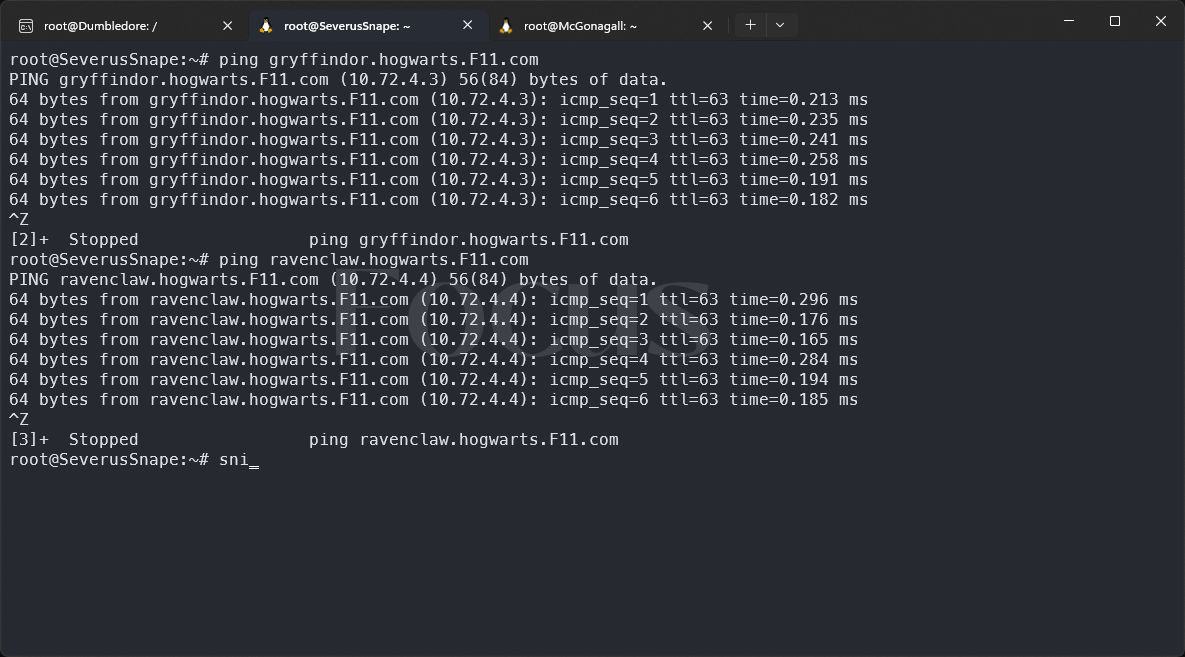 root@Dumbledore: /
root@SeverusSnape: ~
root@McGonagall: ~
root@SeverusSnape:~# ping gryffindor.hogwarts.F11.com
PING gryffindor.hogwarts.F11.com (10.72.4.3) 56(84) bytes of data.
64 bytes from gryffindor.hogwarts.F11.com (10.72.4.3): icmp_seq=1 ttl=63 time=0.213 ms
64 bytes from gryffindor.hogwarts.F11.com (10.72.4.3): icmp_seq=2 ttl=63 time=0.235 ms
64 bytes from gryffindor.hogwarts.F11.com (10.72.4.3): icmp_seq=3 ttl=63 time=0.241 ms
64 bytes from gryffindor.hogwarts.F11.com (10.72.4.3): icmp_seq=4 ttl=63 time=0.258 ms
64 bytes from gryffindor.hogwarts.F11.com (10.72.4.3): icmp_seq=5 ttl=63 time=0.191 ms
64 bytes from gryffindor.hogwarts.F11.com (10.72.4.3): icmp_seq=6 ttl=63 time=0.182 ms
^Z
[2]+  Stopped                 ping gryffindor.hogwarts.F11.com
root@SeverusSnape:~# ping ravenclaw.hogwarts.F11.com
PING ravenclaw.hogwarts.F11.com (10.72.4.4) 56(84) bytes of data.
64 bytes from ravenclaw.hogwarts.F11.com (10.72.4.4): icmp_seq=1 ttl=63 time=0.296 ms
64 bytes from ravenclaw.hogwarts.F11.com (10.72.4.4): icmp_seq=2 ttl=63 time=0.176 ms
64 bytes from ravenclaw.hogwarts.F11.com (10.72.4.4): icmp_seq=3 ttl=63 time=0.165 ms
64 bytes from ravenclaw.hogwarts.F11.com (10.72.4.4): icmp_seq=4 ttl=63 time=0.284 ms
64 bytes from ravenclaw.hogwarts.F11.com (10.72.4.4): icmp_seq=5 ttl=63 time=0.194 ms
64 bytes from ravenclaw.hogwarts.F11.com (10.72.4.4): icmp_seq=6 ttl=63 time=0.185 ms
^Z
[3]+  Stopped                 ping ravenclaw.hogwarts.F11.com
root@SeverusSnape:~# sni_
Focus